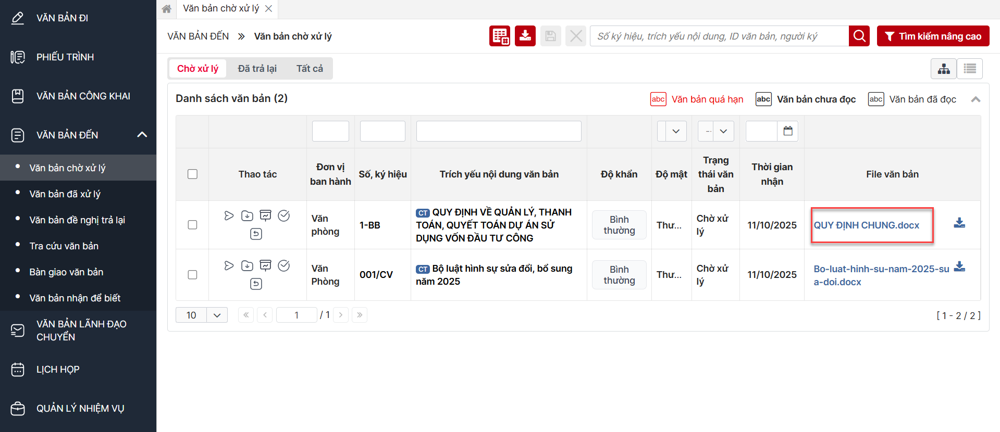 VĂN BẢN ĐI
PHIẾU TRÌNH
VĂN BẢN CÔNG KHAI
VĂN BẢN ĐẾN
Văn bản chờ xử lý
Văn bản đã xử lý
Văn bản đề nghị trả lại
Tra cứu văn bản
Bàn giao văn bản
Văn bản nhận để biết
VĂN BẢN LÃNH ĐẠO
CHUYỂN
LỊCH HỌP
QUẢN LÝ NHIỆM VỤ
Văn bản chờ xử lý
VĂN BẢN ĐẾN » Văn bản chờ xử lý
Số ký hiệu, trích yếu nội dung, ID văn bản, người ký
Tìm kiếm nâng cao
Chờ xử lý Đã trả lại Tất cả
Danh sách văn bản (2)
abc Văn bản quá hạn abc Văn bản chưa đọc abc Văn bản đã đọc
Thao tác
Đơn vị
ban hành
Số, ký hiệu
Trích yếu nội dung văn bản
Độ khẩn
Độ mật
Trạng
thái văn
bản
Thời gian
nhận
File văn bản
Văn
phòng
1-BB
CT QUY ĐỊNH VỀ QUẢN LÝ, THANH
TOÁN, QUYẾT TOÁN DỰ ÁN SỬ
DỤNG VỐN ĐẦU TƯ CÔNG
Bình
thường
Thư...
Chờ xử
lý
11/10/2025
QUY ĐỊNH CHUNG.docx
Văn
Phòng
001/CV
CT Bộ luật hình sự sửa đổi, bổ sung
năm 2025
Bình
thường
Thư...
Chờ xử
lý
11/10/2025
Bo-luat-hinh-su-nam-2025-su
a-doi.docx
10 « ‹ 1 / 1 › »
[ 1 - 2 / 2 ]